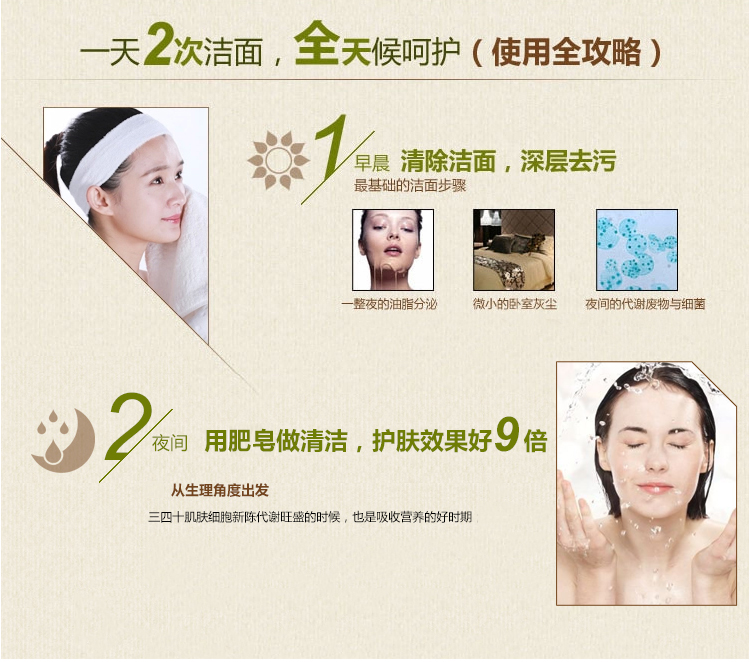 一天2次洁面，全天候呵护（使用全攻略）
1 早晨 清除洁面，深层去污
最基础的洁面步骤
一整夜的油脂分泌 微小的卧室灰尘 夜间的代谢废物与细菌
2 夜间 用肥皂做清洁，护肤效果好9倍
从生理角度出发
三四十肌肤细胞新陈代谢旺盛的时候，也是吸收营养的好时期